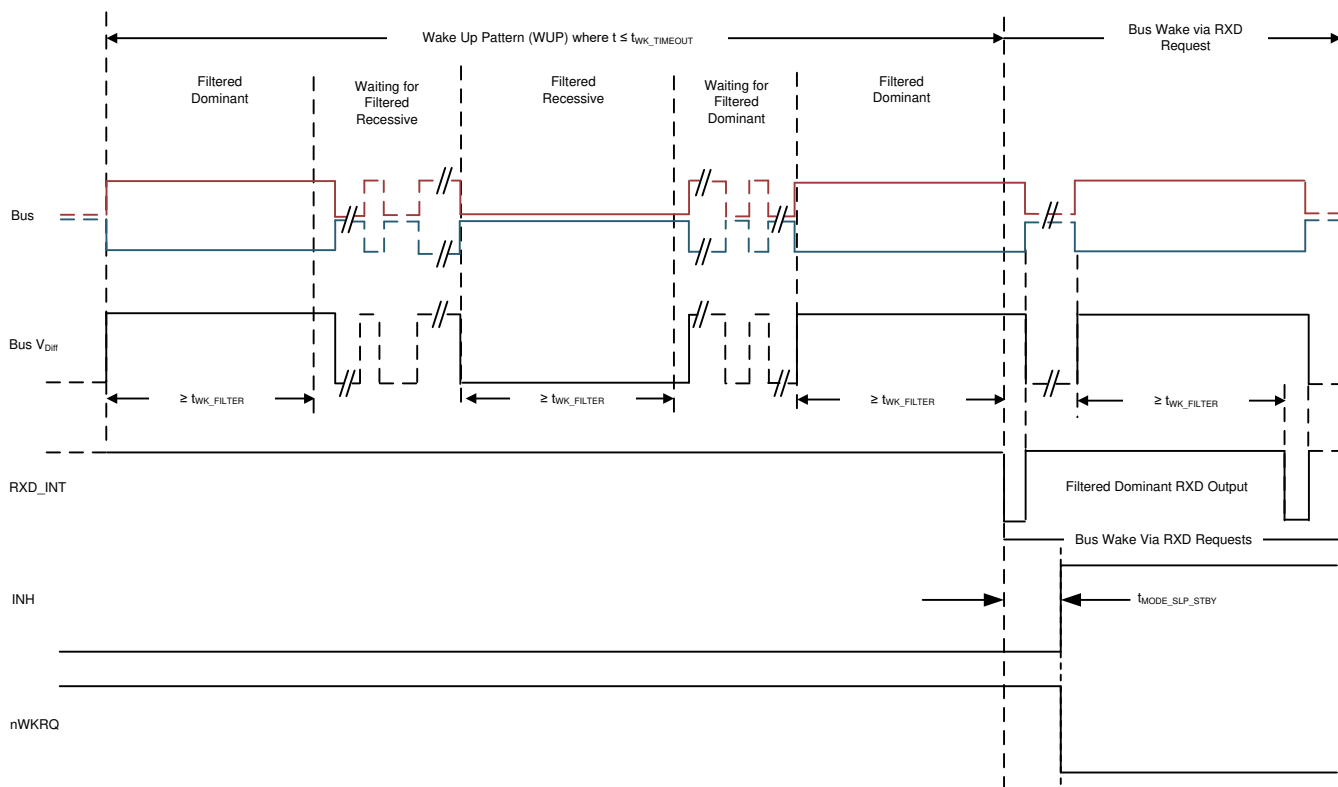 Wake Up Pattern (WUP) where t ≤ tWK_TIMEOUT
Bus Wake via RXD
Request
Filtered
Dominant
Waiting for
Filtered
Recessive
Filtered
Recessive
Waiting for
Filtered
Dominant
Filtered
Dominant
Bus
Bus VDiff
≥ tWK_FILTER
≥ tWK_FILTER
≥ tWK_FILTER
≥ tWK_FILTER
RXD_INT
Filtered Dominant RXD Output
Bus Wake Via RXD Requests
INH
tMODE_SLP_STBY
nWKRQ